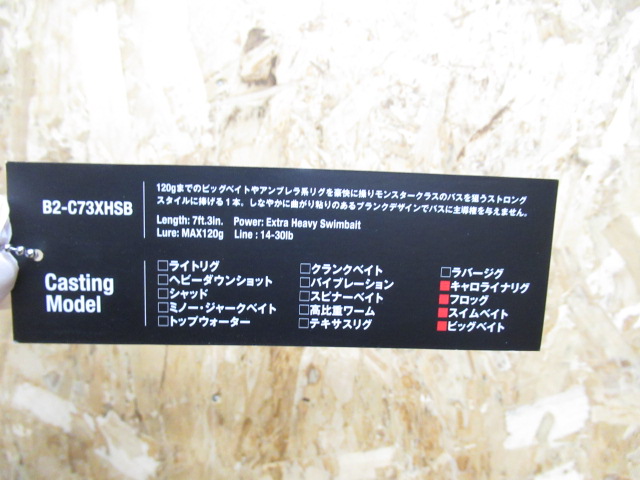 B2-C73XHSB
120gまでのビッグベイトやアンブレラ系リグを豪快に操りモンスタークラスのバスを狙うストロング
スタイルに捧げる1本。しなやかに曲がり粘りのあるブランクデザインでバスに主導権を与えません。
Length: 7ft.3in. Power: Extra Heavy Swimbait
Lure: MAX120g Line: 14-30lb
Casting
Model
ライトリグ
ヘビーダウンショット
シャッド
ミノー・ジャークベイト
トップウォーター
クランクベイト
バイブレーション
スピナーベイト
高比重ワーム
テキサスリグ
ラバージグ
キャロライナリグ
フロッグ
スイムベイト
ビッグベイト